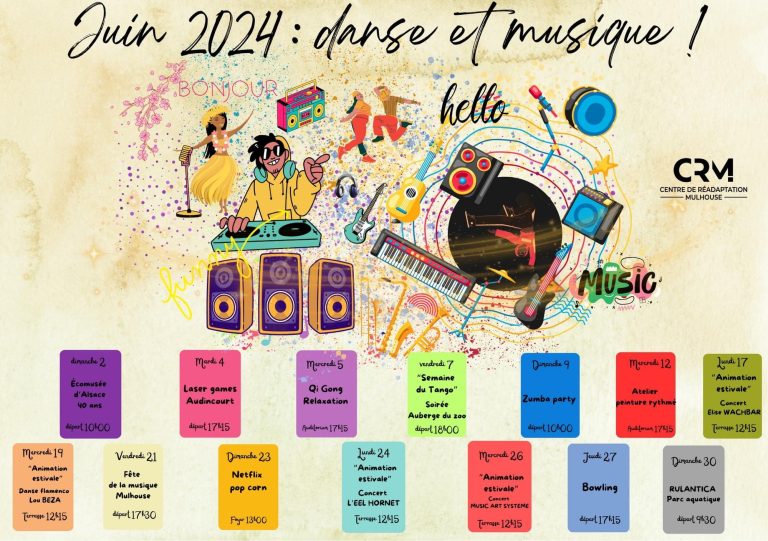 Juin 2024 : danse et musique !
BONJOUR
hello
CRM
CENTRE DE RÉADAPTATION
MULHOUSE
funny
MUSIC
dimanche 2
Écomusée
d'Alsace
40 ans
départ 10H00
Mardi 4
Laser games
Audincourt
départ 17H15
Mercredi 5
Qi Gong
Relaxation
Auditorium 17H45
vendredi 7
"Semaine
du Tango"
Soirée
Auberge du zoo
départ 18H00
Dimanche 9
Zumba party
départ 10H00
Mercredi 12
Atelier
peinture rythmé
Auditorium 17H45
Lundi 17
"Animation
estivale"
Concert
Elise WACHBAR
Terrasse 12H15
Mercredi 19
"Animation
estivale"
Danse flamenco
Lou BEZA
Terrasse 12H15
Vendredi 21
Fête
de la musique
Mulhouse
départ 17H30
Dimanche 23
Netflix
pop corn
Foyer 13H00
Lundi 24
"Animation
estivale"
Concert
L'EEL HORNET
Terrasse 12H15
Mercredi 26
"Animation
estivale"
Concert
MUSIC ART SYSTEME
Terrasse 12H15
Jeudi 27
Bowling
départ 17H15
Dimanche 30
RULANTICA
Parc aquatique
départ 9H30